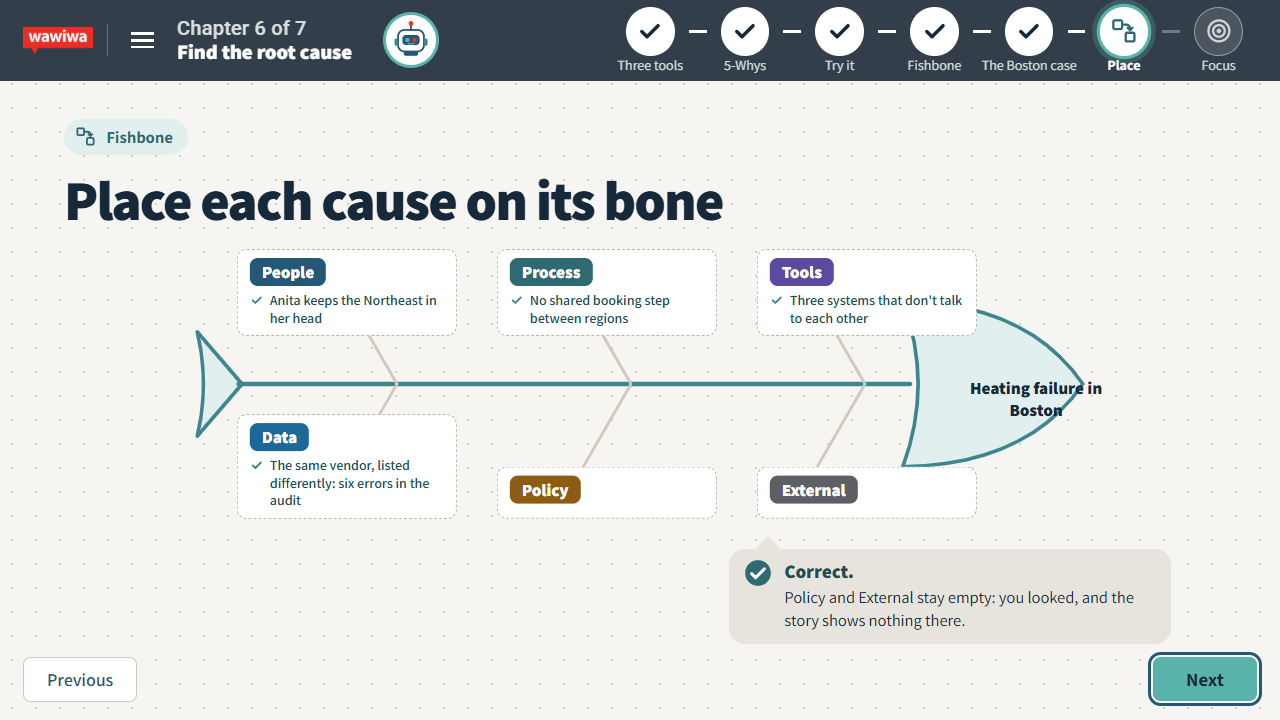 wawiwa
Chapter 6 of 7
Find the root cause
Three tools
5-Whys
Try it
Fishbone
The Boston case
Place
Focus
Fishbone
Place each cause on its bone
People
Anita keeps the Northeast in
her head
Process
No shared booking step
between regions
Tools
Three systems that don't talk
to each other
Heating failure in
Boston
Data
The same vendor, listed
differently: six errors in the
audit
Policy
External
Correct.
Policy and External stay empty: you looked, and the
story shows nothing there.
Previous
Next